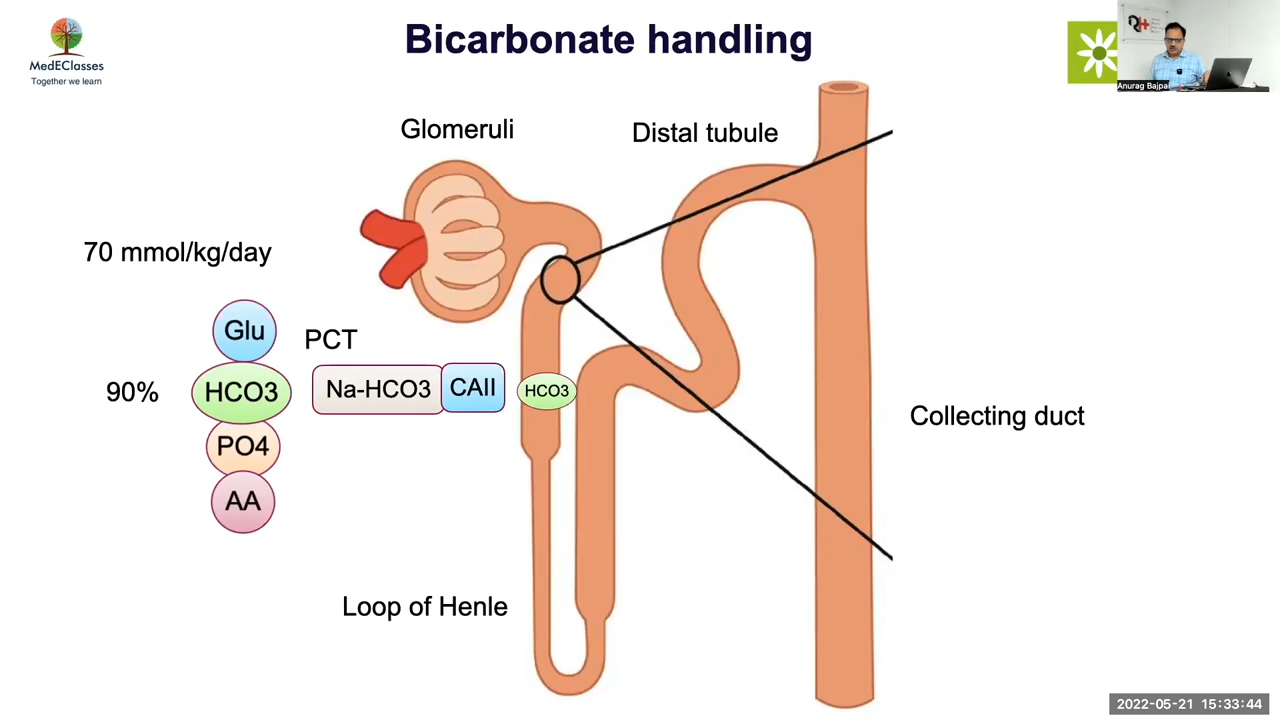 Bicarbonate handling
MedEClasses
Together we learn
Anurag Bajpai
Glomeruli
Distal tubule
70 mmol/kg/day
Glu
PCT
90%
HCO3
Na-HCO3
CAII
HCO3
PO4
AA
Collecting duct
Loop of Henle
2022-05-21 15:33:44